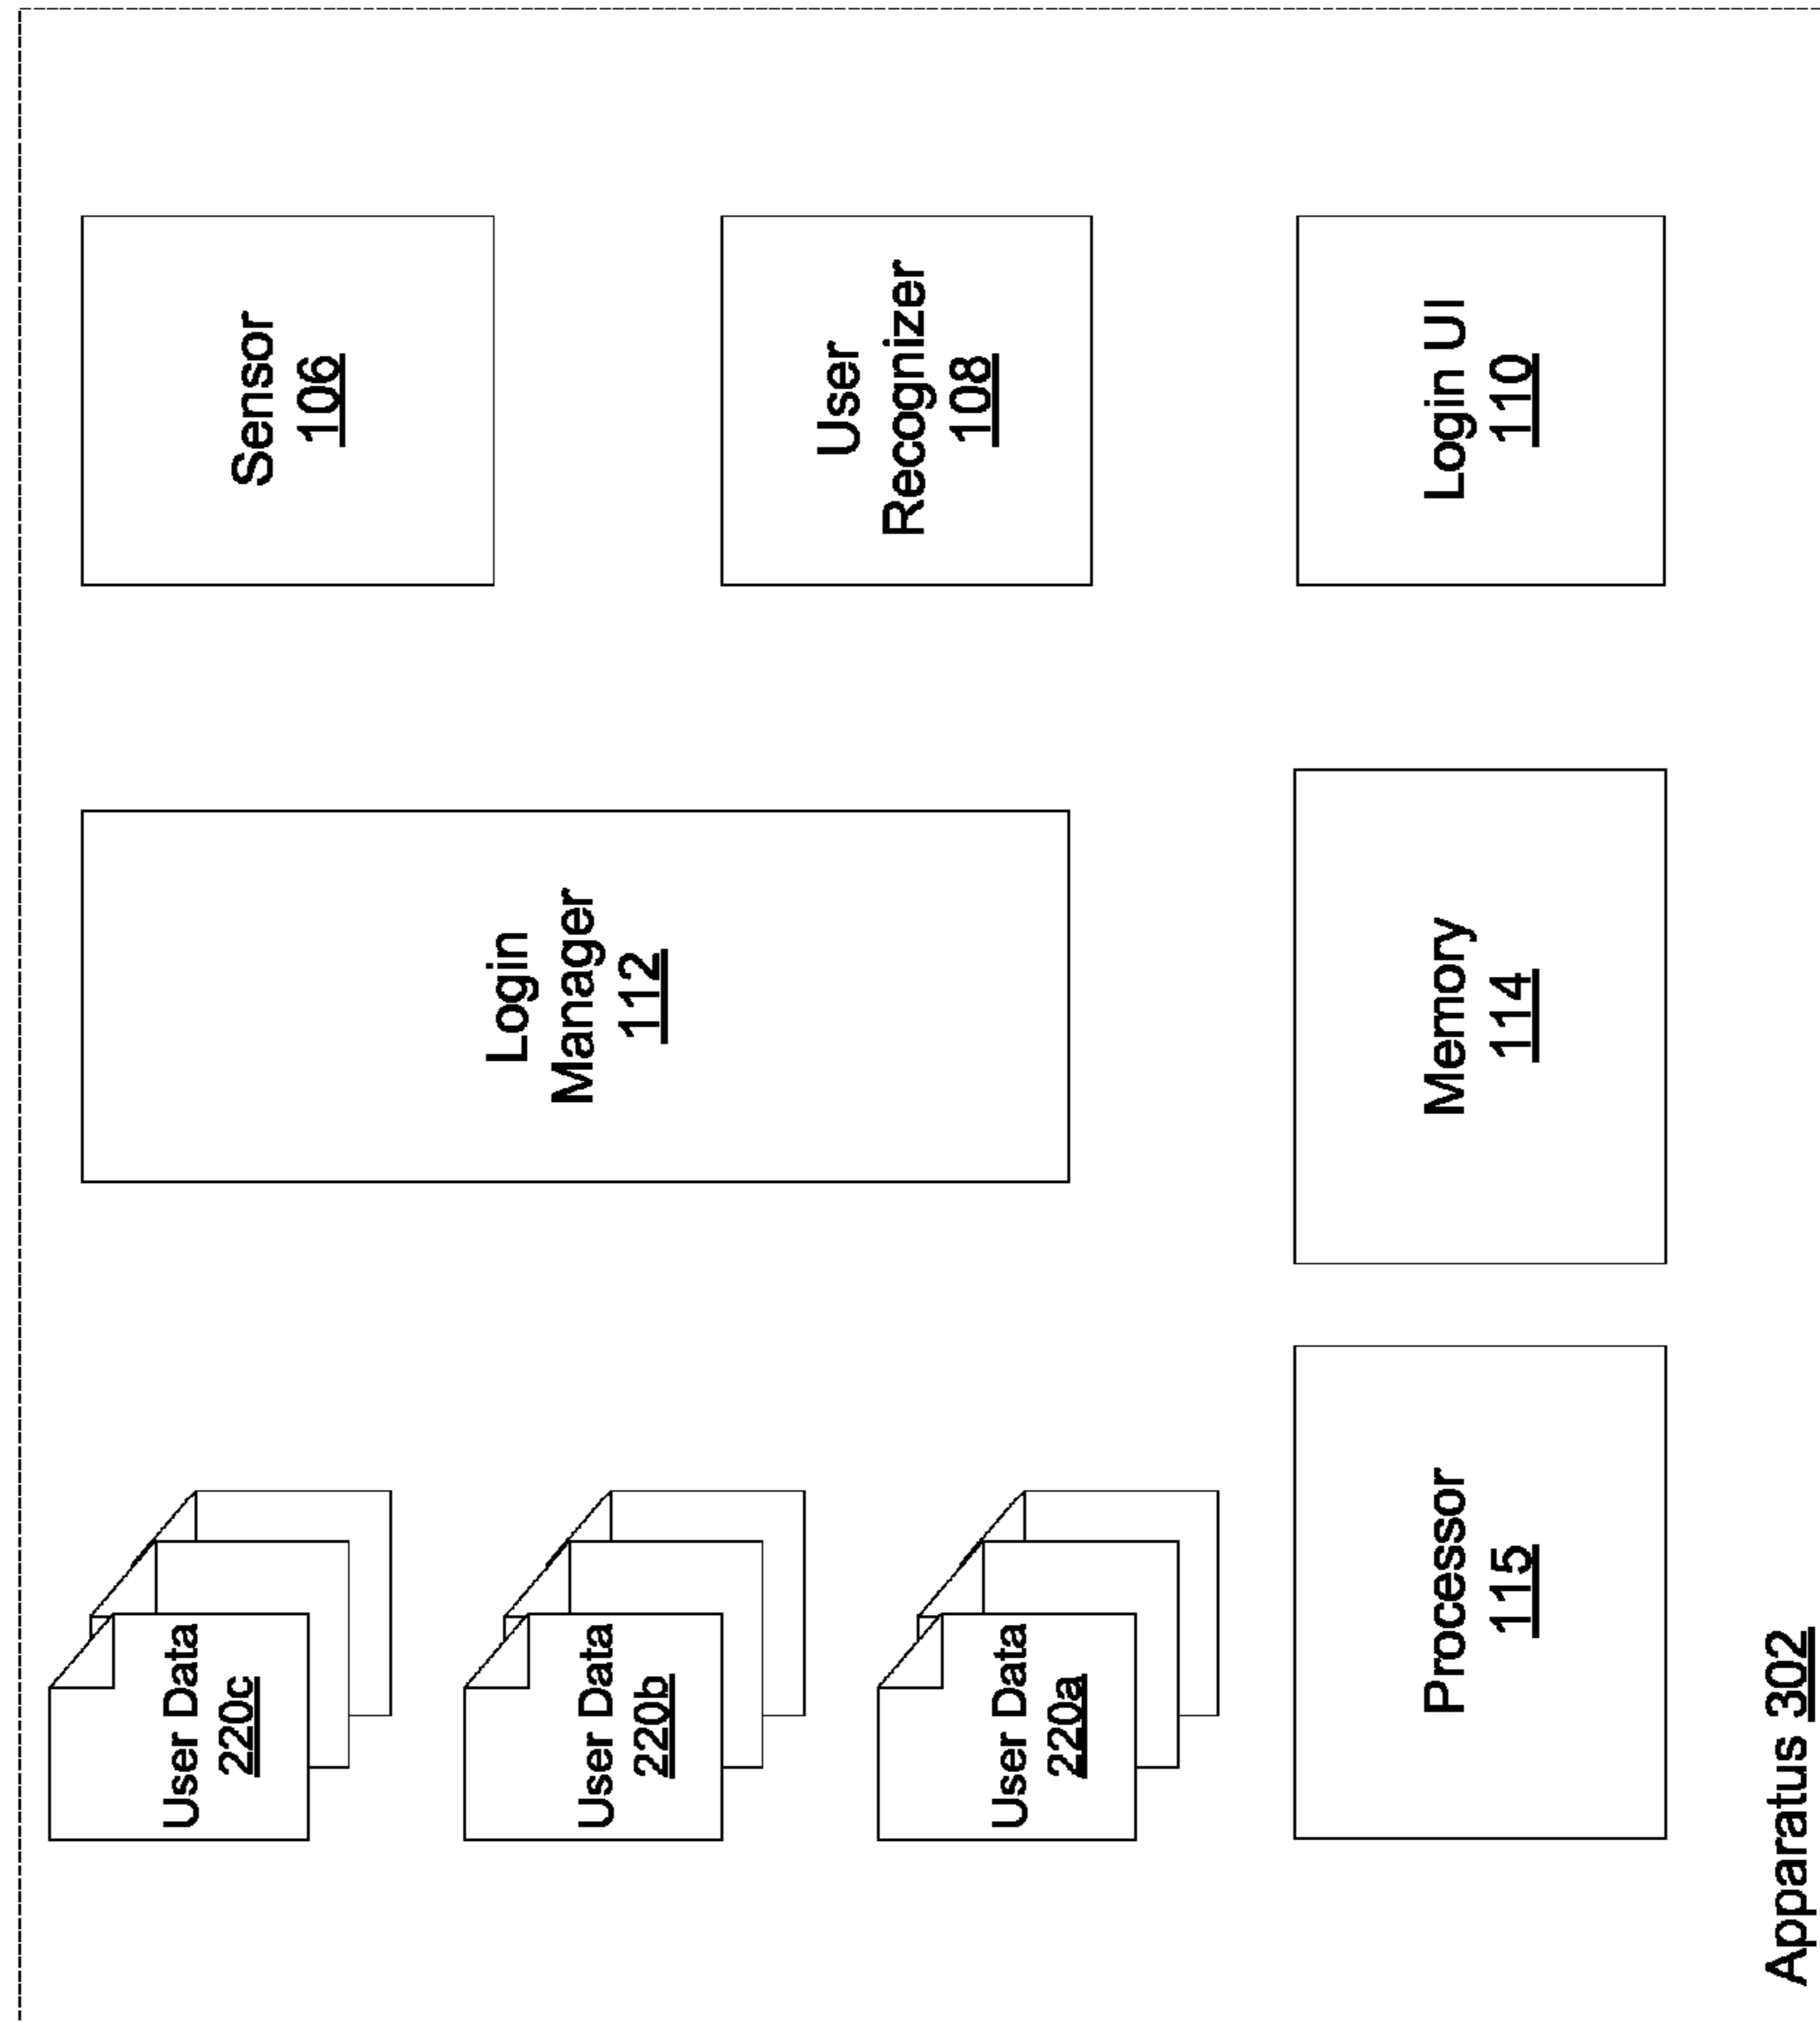 User Data
220c
Login
Manager
112
Sensor
106
User Data
220b
User
Recognizer
108
User Data
220a
Processor
115
Memory
114
Login UI
110
Apparatus 302